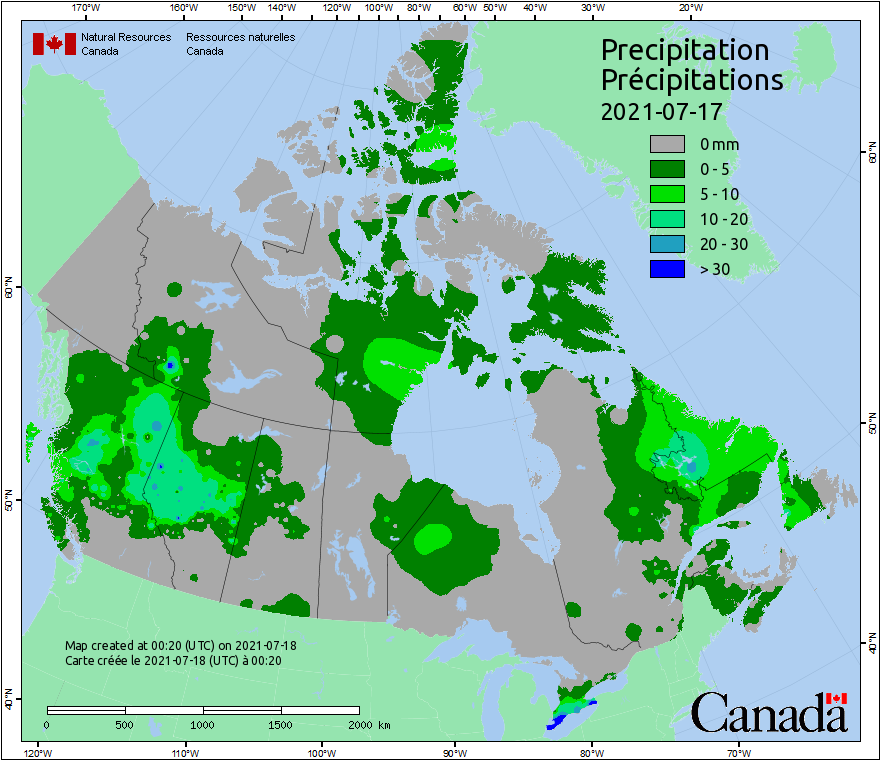 170°W 160°W 150°W 140°W 120°W 100°W 80°W 60°W 50°W 40°W 30°W 20°W
Natural Resources Canada
Ressources naturelles Canada
Precipitation
Précipitations
2021-07-17
0 mm
0 - 5
5 - 10
10 - 20
20 - 30
> 30
60°N
50°N
40°N
60°N
50°N
40°N
Map created at 00:20 (UTC) on 2021-07-18
Carte créée le 2021-07-18 (UTC) à 00:20
0 500 1000 1500 2000 km
Canada
120°W 110°W 100°W 90°W 80°W 70°W